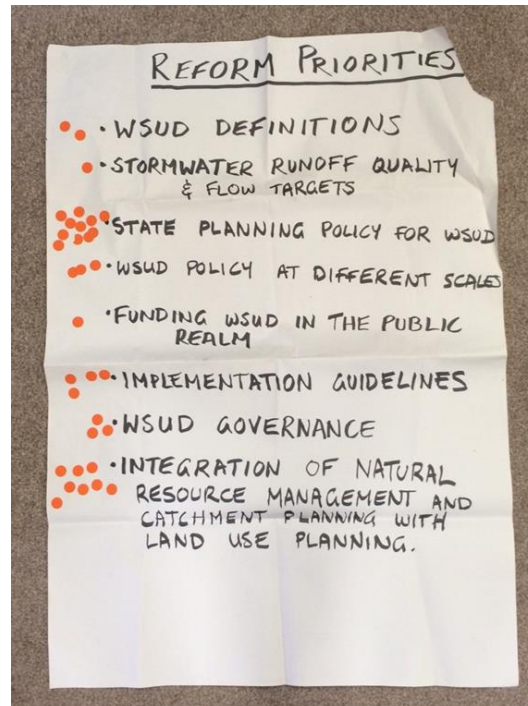 REFORM PRIORITIES
• WSUD DEFINITIONS
• STORMWATER RUNOFF QUALITY
& FLOW TARGETS
• STATE PLANNING POLICY FOR WSUD
• WSUD POLICY AT DIFFERENT SCALES
• FUNDING WSUD IN THE PUBLIC
REALM
• IMPLEMENTATION GUIDELINES
• WSUD GOVERNANCE
• INTEGRATION OF NATURAL
RESOURCE MANAGEMENT AND
CATCHMENT PLANNING WITH
LAND USE PLANNING.